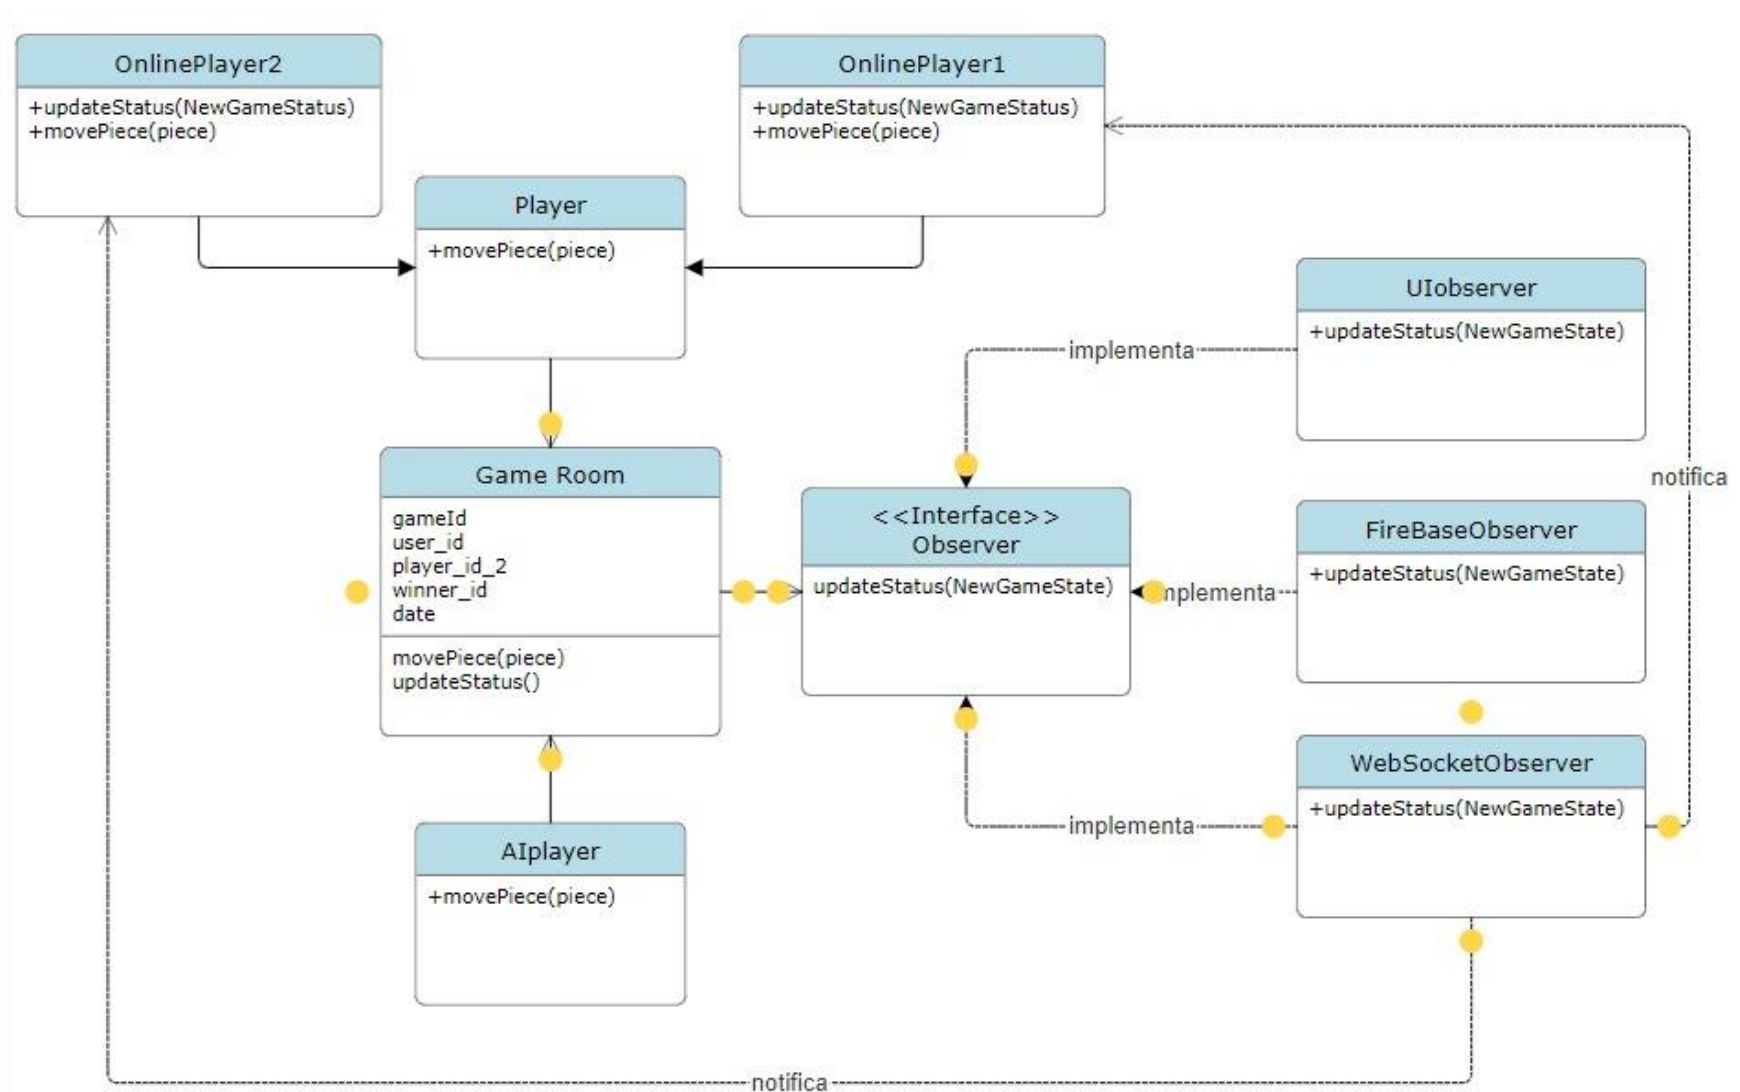 OnlinePlayer2
+updateStatus(NewGameStatus)
+movePiece(piece)
OnlinePlayer1
+updateStatus(NewGameStatus)
+movePiece(piece)
Player
+movePiece(piece)
UIobserver
+updateStatus(NewGameState)
implementa
notifica
Game Room
gameId
user_id
player_id_2
winner_id
date
movePiece(piece)
updateStatus()
<<Interface>>
Observer
updateStatus(NewGameState)
FireBaseObserver
+updateStatus(NewGameState)
implementa
WebSocketObserver
+updateStatus(NewGameState)
implementa
AIplayer
+movePiece(piece)
notifica